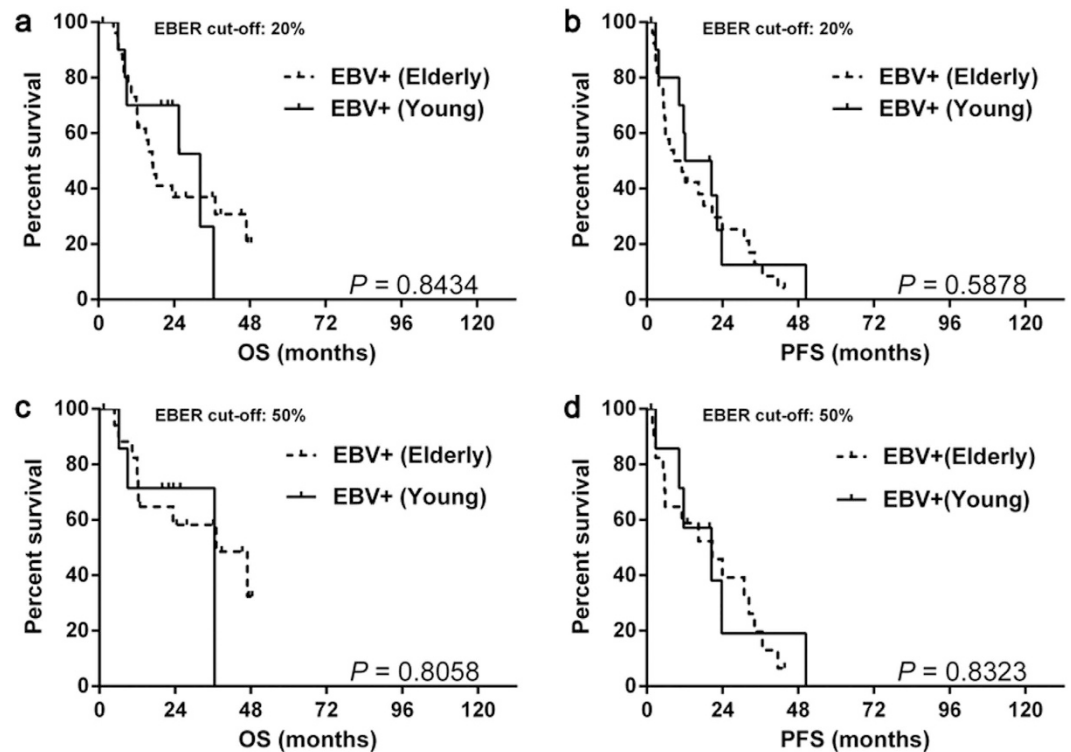 a
EBER cut-off: 20%
EBV+ (Elderly)
EBV+ (Young)
Percent survival
100
80
60
40
20
0
P = 0.8434
0 24 48 72 96 120
OS (months)
b
EBER cut-off: 20%
EBV+ (Elderly)
EBV+ (Young)
Percent survival
100
80
60
40
20
0
P = 0.5878
0 24 48 72 96 120
PFS (months)
c
EBER cut-off: 50%
EBV+ (Elderly)
EBV+ (Young)
Percent survival
100
80
60
40
20
0
P = 0.8058
0 24 48 72 96 120
OS (months)
d
EBER cut-off: 50%
EBV+(Elderly)
EBV+(Young)
Percent survival
100
80
60
40
20
0
P = 0.8323
0 24 48 72 96 120
PFS (months)